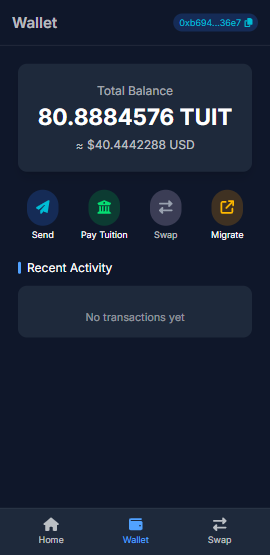 Wallet
0xb694...36e7
Total Balance
80.8884576 TUIT
≈ $40.4442288 USD
Send
Pay Tuition
Swap
Migrate
Recent Activity
No transactions yet
Home
Wallet
Swap